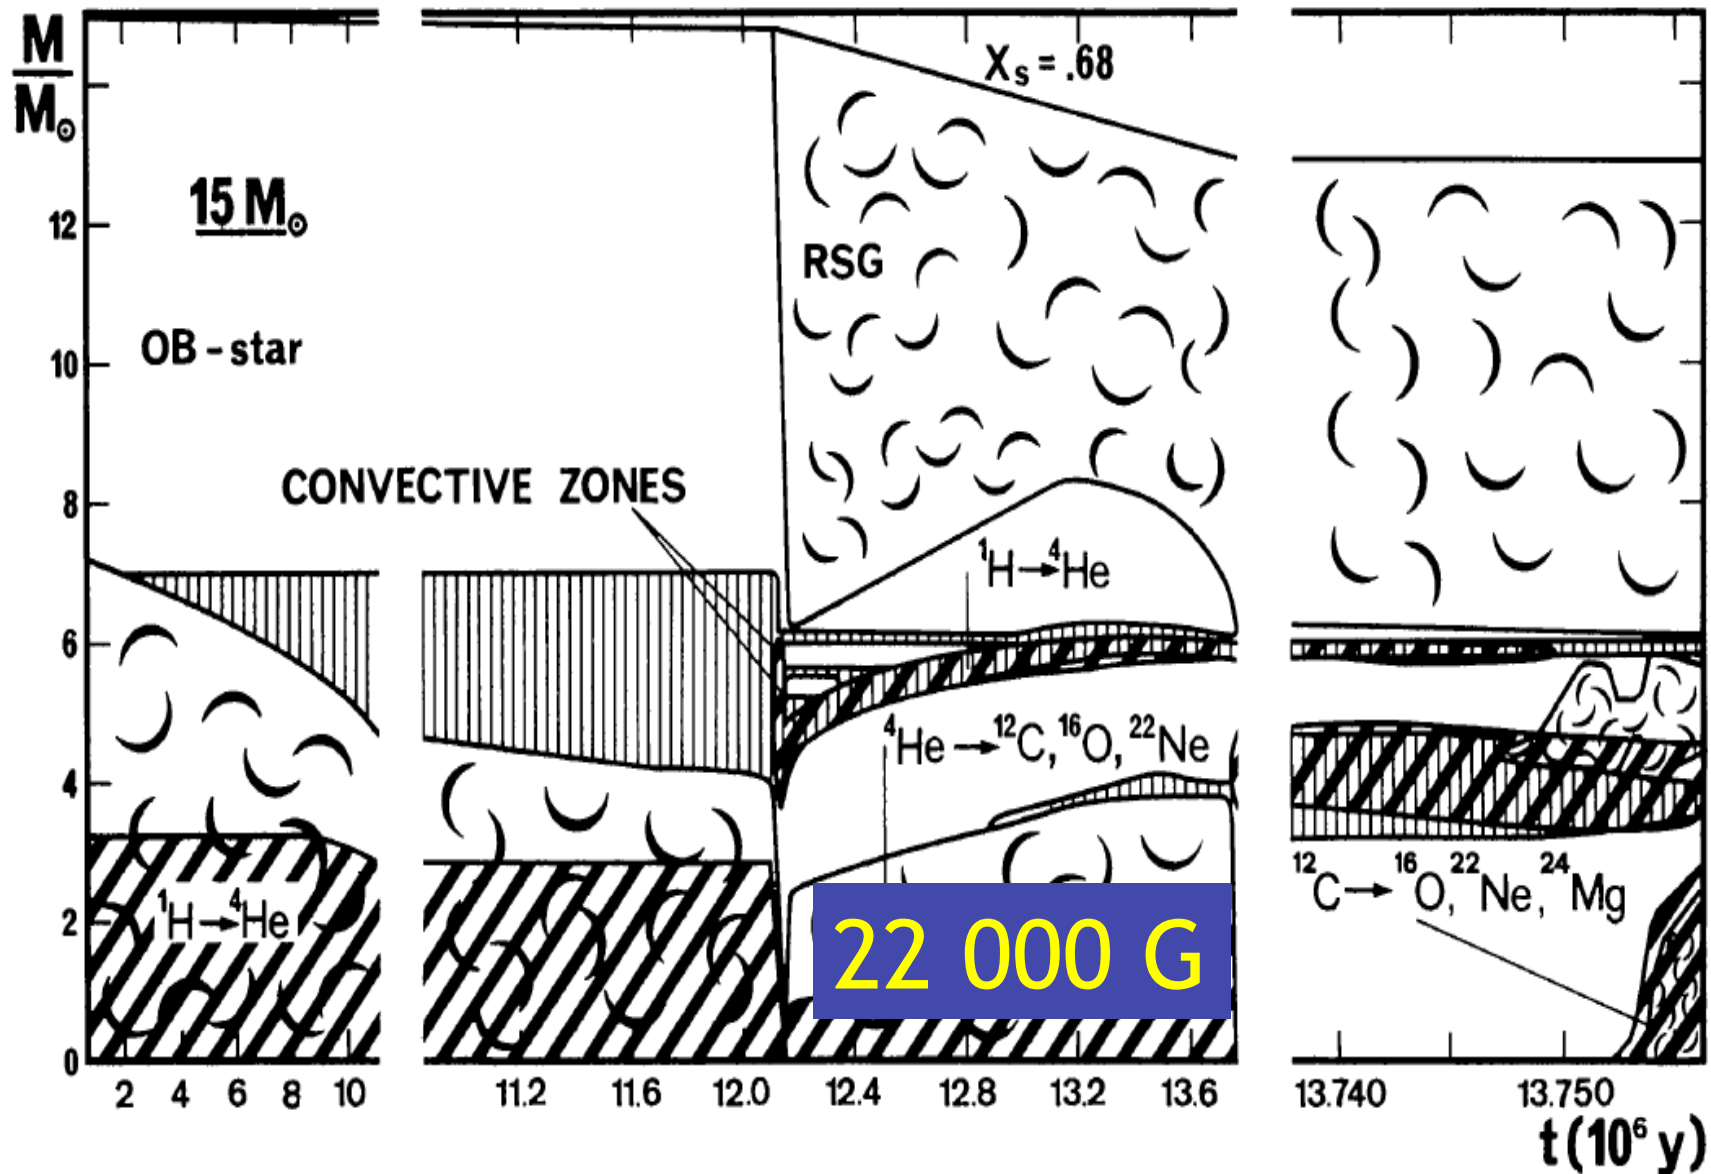 M
M☉
Xₛ = .68
15 M☉
12
RSG
OB - star
10
CONVECTIVE ZONES
8
¹H→⁴He
6
⁴He→¹²C,¹⁶O,²²Ne
4
¹²C→¹⁶O,²²Ne,²⁴Mg
¹H→⁴He
2
22 000 G
0
2 4 6 8 10 11.2 11.6 12.0 12.4 12.8 13.2 13.6 13.740 13.750
t(10⁶ y)